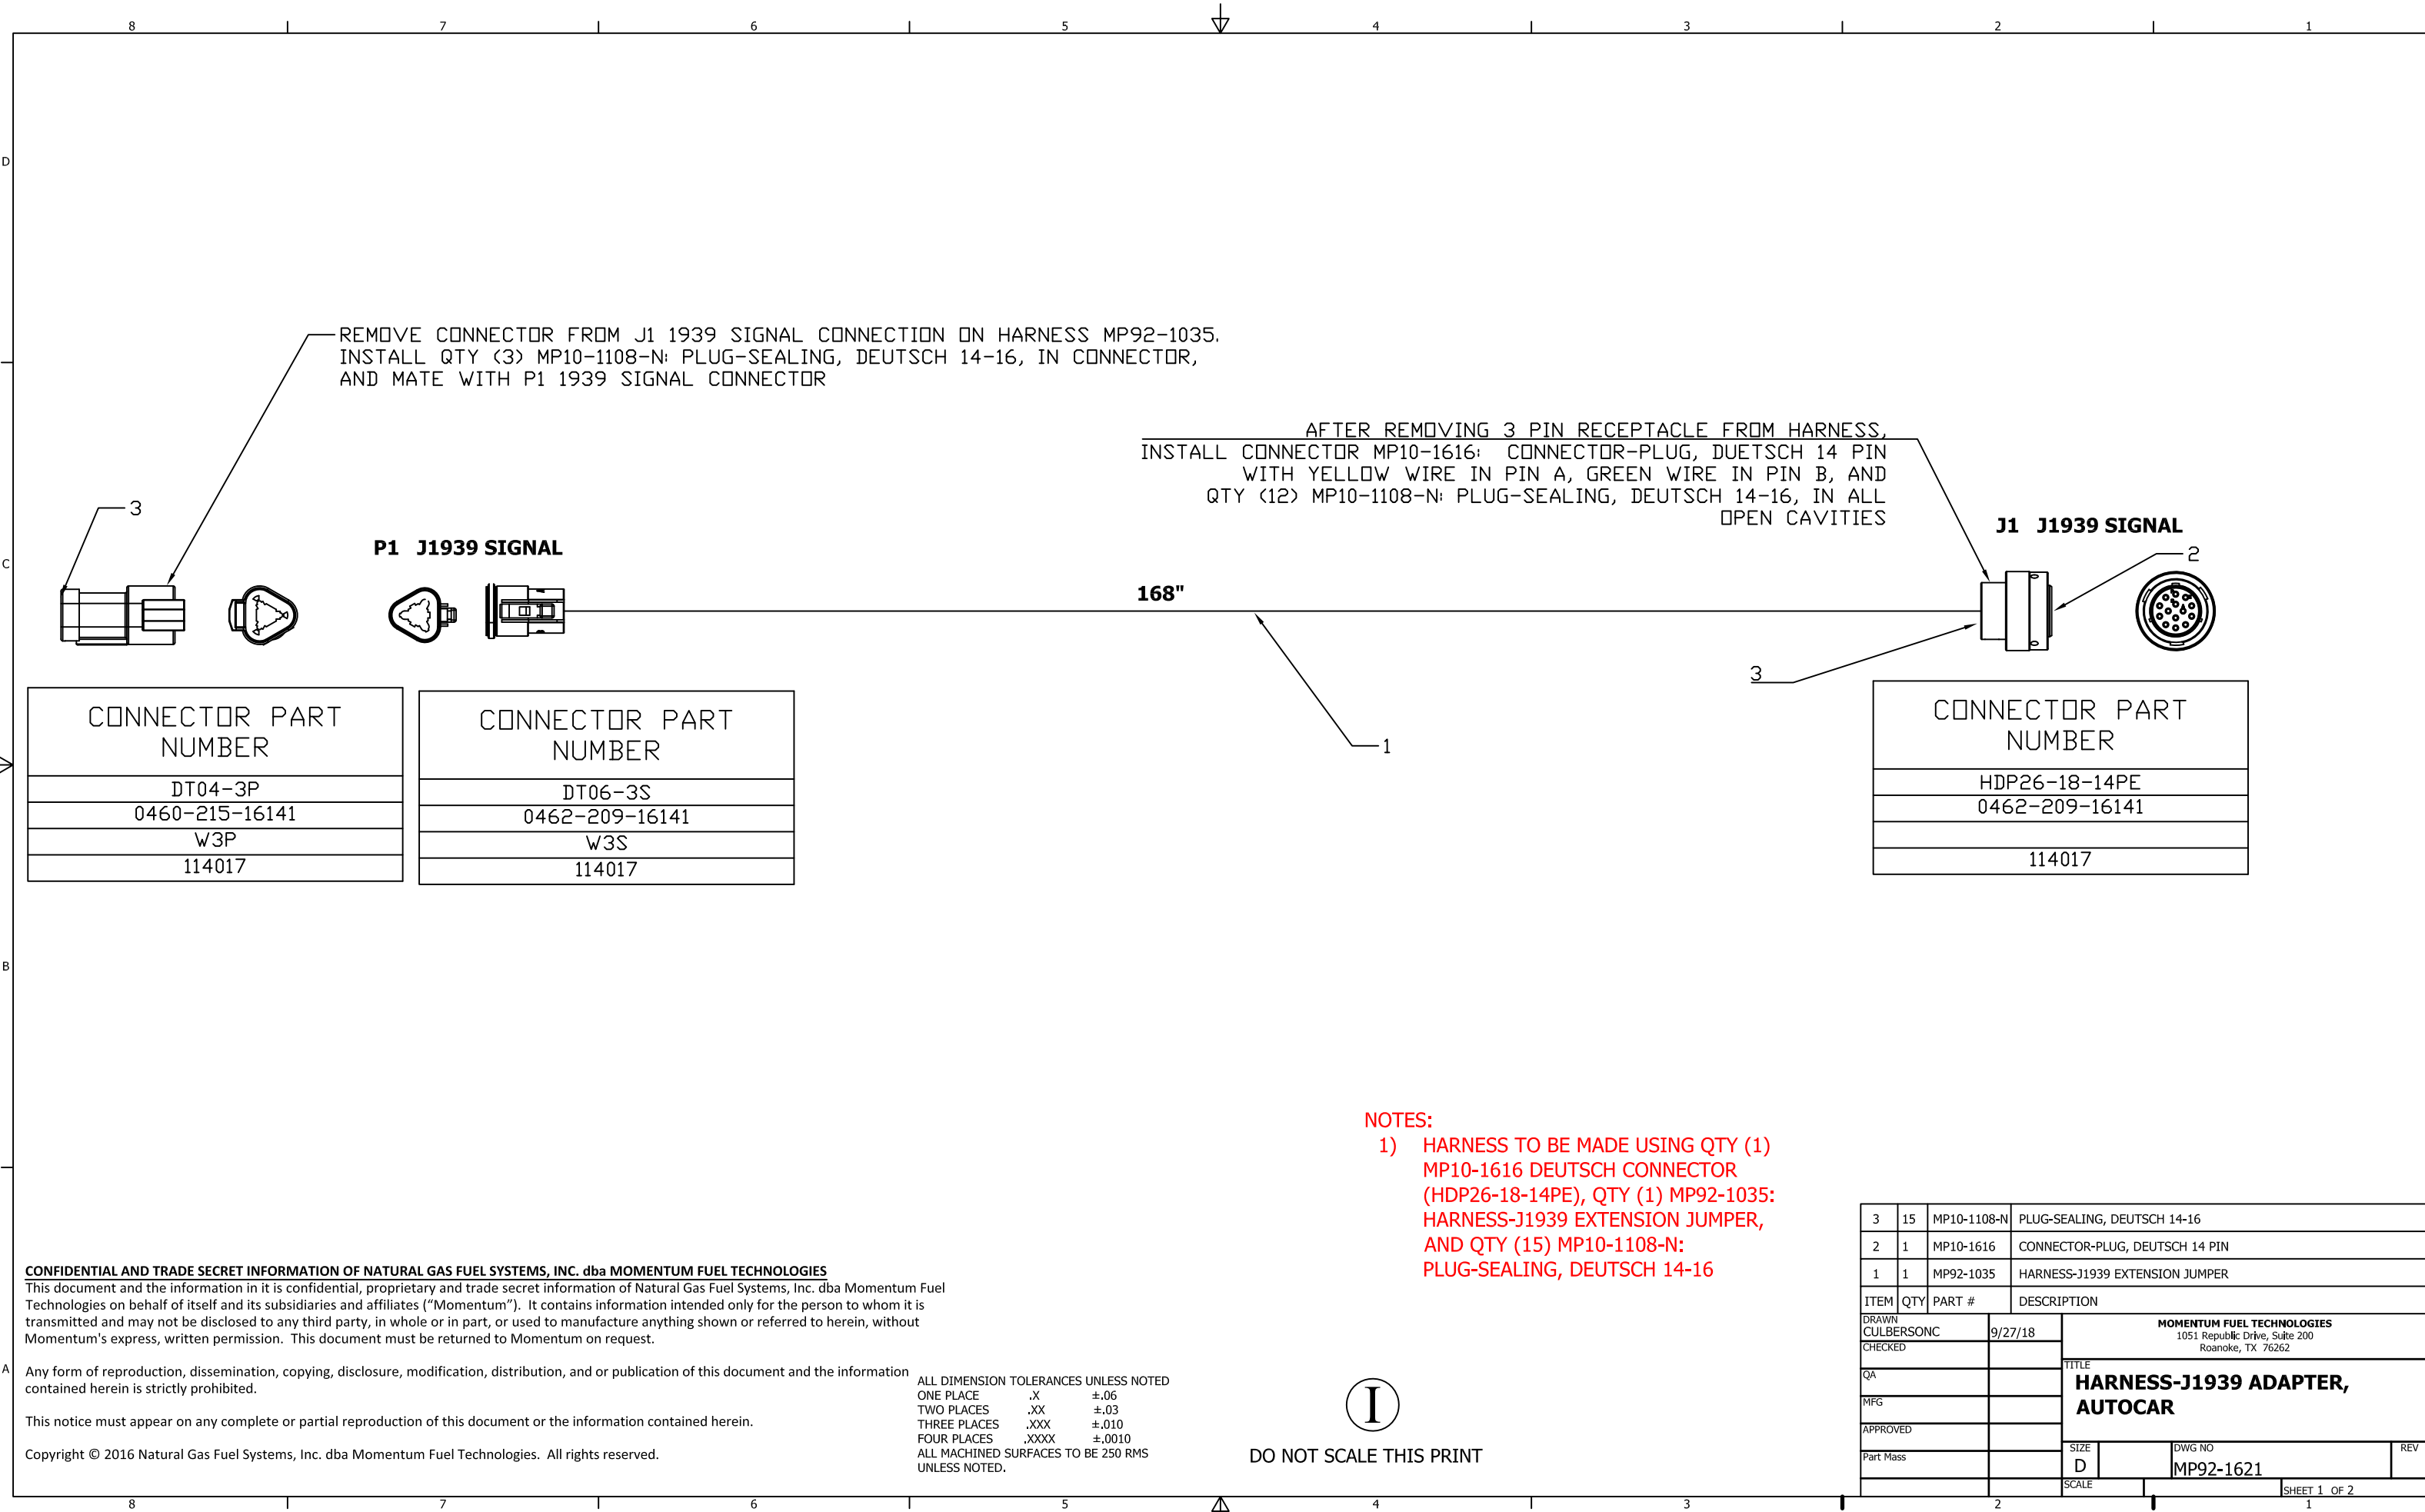 8 7 6 5 4 3 2 1
D
REMOVE CONNECTOR FROM J1 1939 SIGNAL CONNECTION ON HARNESS MP92-1035.
INSTALL QTY (3) MP10-1108-N: PLUG-SEALING, DEUTSCH 14-16, IN CONNECTOR,
AND MATE WITH P1 1939 SIGNAL CONNECTOR
AFTER REMOVING 3 PIN RECEPTACLE FROM HARNESS,
INSTALL CONNECTOR MP10-1616: CONNECTOR-PLUG, DUETSCH 14 PIN
WITH YELLOW WIRE IN PIN A, GREEN WIRE IN PIN B, AND
QTY (12) MP10-1108-N: PLUG-SEALING, DEUTSCH 14-16, IN ALL
OPEN CAVITIES
3
P1 J1939 SIGNAL
J1 J1939 SIGNAL
2
C
168"
3
1
CONNECTOR PART
NUMBER
DT04-3P
0460-215-16141
W3P
114017
CONNECTOR PART
NUMBER
DT06-3S
0462-209-16141
W3S
114017
CONNECTOR PART
NUMBER
HDP26-18-14PE
0462-209-16141
114017
B
NOTES:
1) HARNESS TO BE MADE USING QTY (1)
MP10-1616 DEUTSCH CONNECTOR
(HDP26-18-14PE), QTY (1) MP92-1035:
HARNESS-J1939 EXTENSION JUMPER,
AND QTY (15) MP10-1108-N:
PLUG-SEALING, DEUTSCH 14-16
CONFIDENTIAL AND TRADE SECRET INFORMATION OF NATURAL GAS FUEL SYSTEMS, INC. dba MOMENTUM FUEL TECHNOLOGIES
This document and the information in it is confidential, proprietary and trade secret information of Natural Gas Fuel Systems, Inc. dba Momentum Fuel
Technologies on behalf of itself and its subsidiaries and affiliates (“Momentum”). It contains information intended only for the person to whom it is
transmitted and may not be disclosed to any third party, in whole or in part, or used to manufacture anything shown or referred to herein, without
Momentum's express, written permission. This document must be returned to Momentum on request.
A
Any form of reproduction, dissemination, copying, disclosure, modification, distribution, and or publication of this document and the information
contained herein is strictly prohibited.
This notice must appear on any complete or partial reproduction of this document or the information contained herein.
Copyright © 2016 Natural Gas Fuel Systems, Inc. dba Momentum Fuel Technologies. All rights reserved.
ALL DIMENSION TOLERANCES UNLESS NOTED
ONE PLACE .X ±.06
TWO PLACES .XX ±.03
THREE PLACES .XXX ±.010
FOUR PLACES .XXXX ±.0010
ALL MACHINED SURFACES TO BE 250 RMS
UNLESS NOTED.
I
DO NOT SCALE THIS PRINT
3 15 MP10-1108-N PLUG-SEALING, DEUTSCH 14-16
2 1 MP10-1616 CONNECTOR-PLUG, DEUTSCH 14 PIN
1 1 MP92-1035 HARNESS-J1939 EXTENSION JUMPER
ITEM QTY PART # DESCRIPTION
DRAWN
CULBERSONC 9/27/18
CHECKED
QA
MFG
APPROVED
Part Mass
MOMENTUM FUEL TECHNOLOGIES
1051 Republic Drive, Suite 200
Roanoke, TX 76262
TITLE
HARNESS-J1939 ADAPTER,
AUTOCAR
SIZE
D
DWG NO
MP92-1621
REV
SCALE
SHEET 1 OF 2
8 7 6 5 4 3 2 1